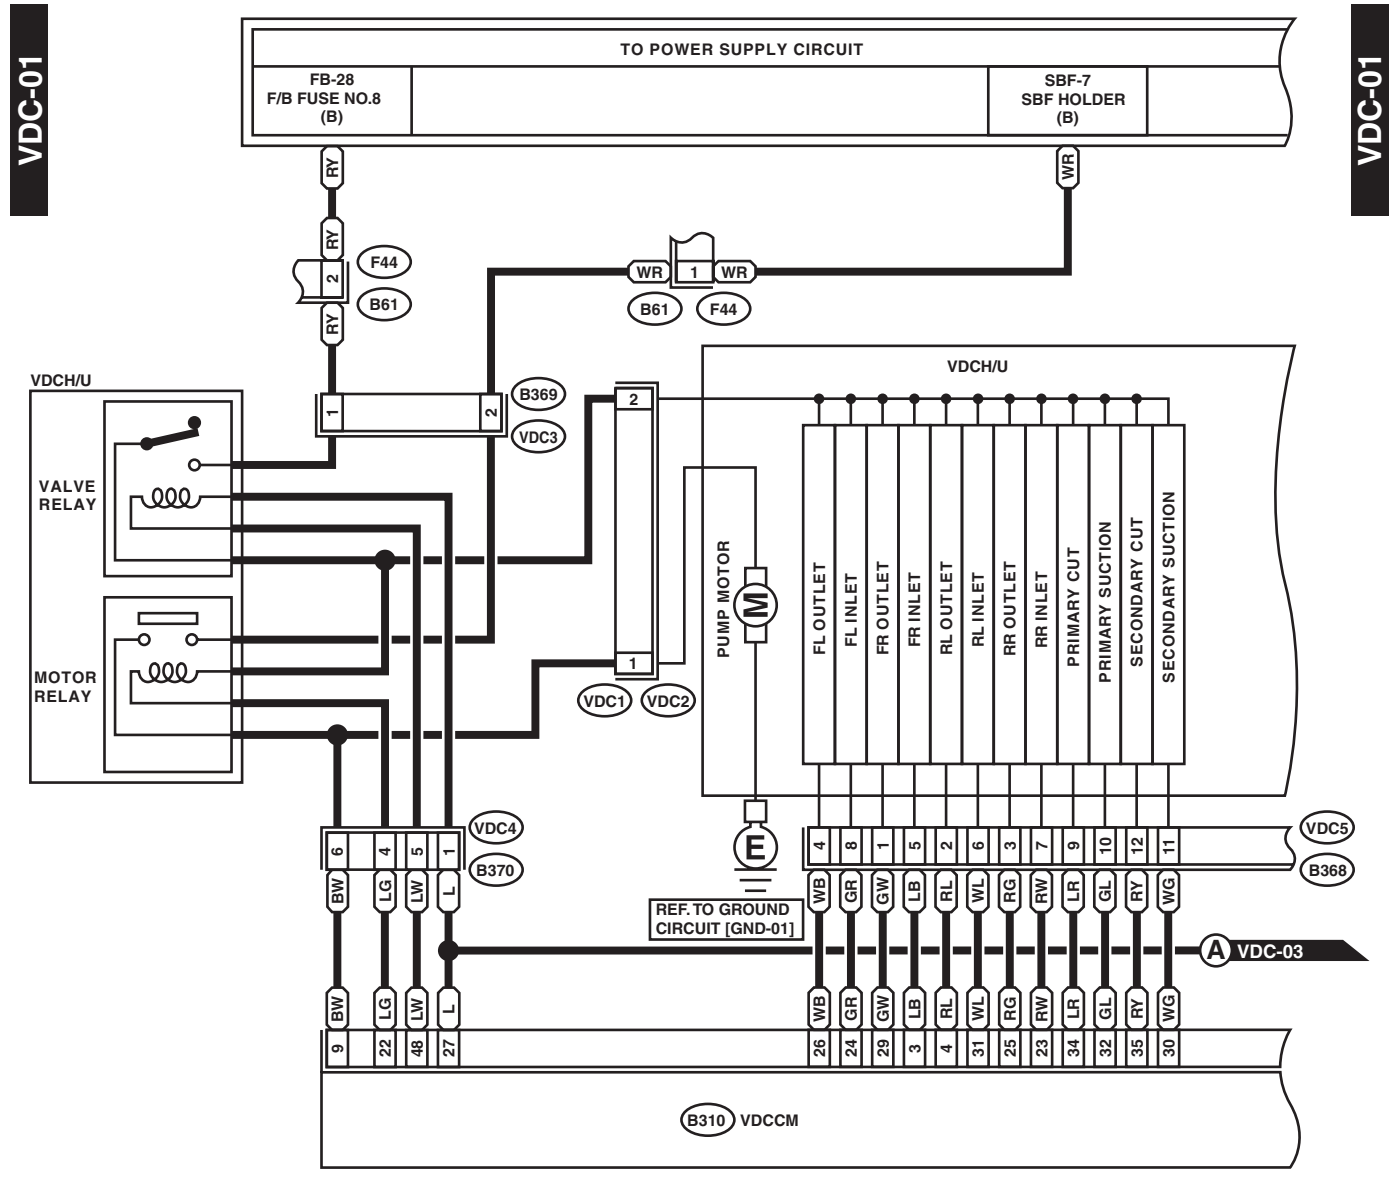 VDC-01
VDC-01
TO POWER SUPPLY CIRCUIT
FB-28
F/B FUSE NO.8
(B)
SBF-7
SBF HOLDER
(B)
RY
WR
RY
2
F44
B61
RY
WR
1
WR
B61
F44
VDCH/U
VDCH/U
1
2
B369
VDC3
2
VALVE
RELAY
MOTOR
RELAY
1
VDC1
VDC2
PUMP MOTOR
M
FL OUTLET
FL INLET
FR OUTLET
FR INLET
RL OUTLET
RL INLET
RR OUTLET
RR INLET
PRIMARY CUT
PRIMARY SUCTION
SECONDARY CUT
SECONDARY SUCTION
6
4
5
1
VDC4
B370
E
4
8
1
5
2
6
3
7
9
10
12
11
VDC5
B368
BW
LG
LW
L
WB
GR
GW
LB
RL
WL
RG
RW
LR
GL
RY
WG
REF. TO GROUND
CIRCUIT [GND-01]
A
VDC-03
BW
LG
LW
L
WB
GR
GW
LB
RL
WL
RG
RW
LR
GL
RY
WG
9
22
48
27
26
24
29
3
4
31
25
23
34
32
35
30
B310
VDCCM